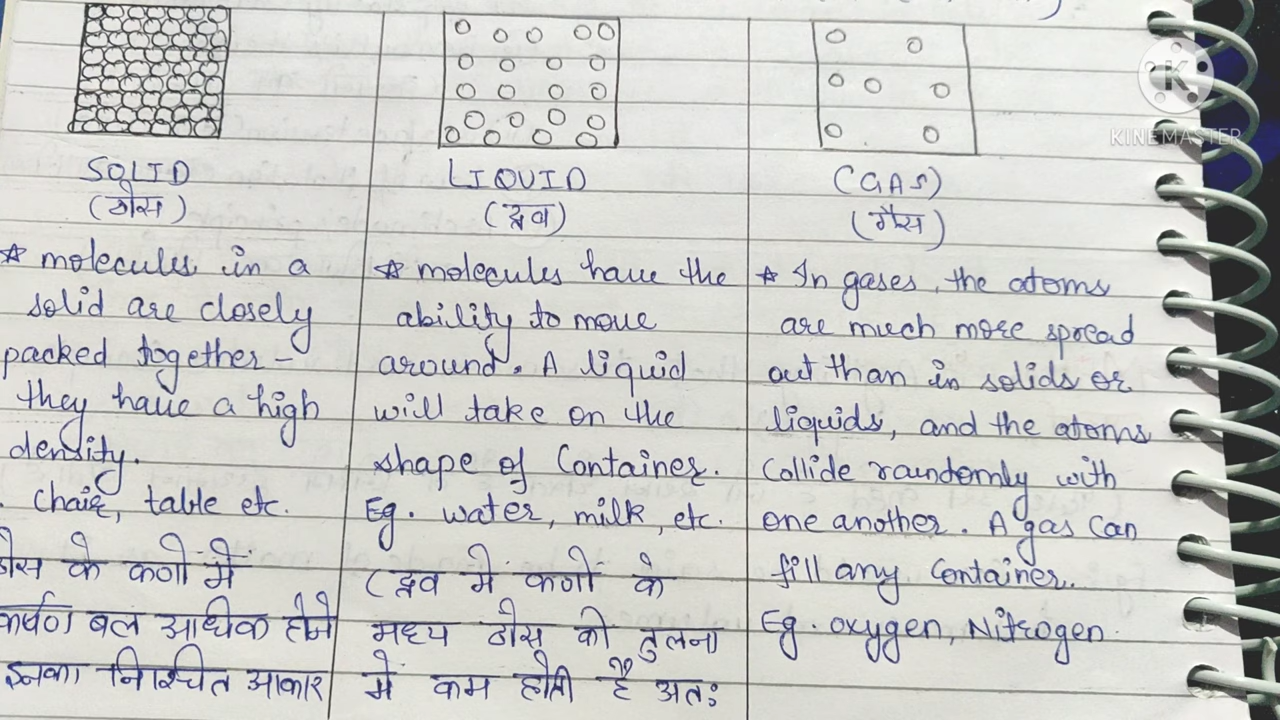 SOLID
(ठोस)
* molecules in a
solid are closely
packed together -
they have a high
density.
. Chair, table etc.
ठोस के कणों में
कर्षण बल आधिक होने
इनका निश्चित आकार
LIQUID
(द्रव)
* molecules have the
ability to move
around. A liquid
will take on the
shape of Container.
Eg. water, milk, etc.
(द्रव में कणों के
मध्य ठोस की तुलना
में कम होती है अतः
(GAS)
(गैस)
* In gases, the atoms
are much more spread
out than in solids or
liquids, and the atoms
Collide randomly with
one another. A gas Can
fill any Container.
Eg. oxygen, Nitrogen.
KINEMASTER